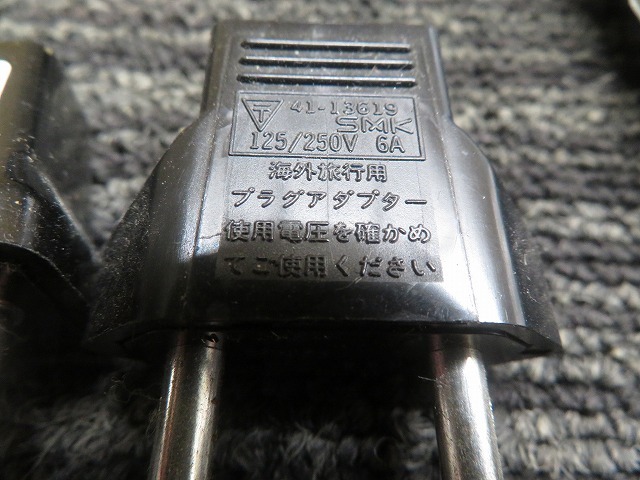 T 41-13619
SMK
125/250V 6A
海外旅行用
プラグアダプター
使用電圧を確かめ
てご使用ください